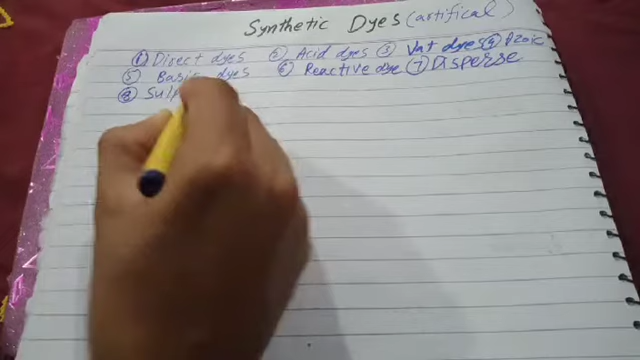 Synthetic Dyes (artifical)
① Direct dyes ② Acid dyes ③ Vat dyes ④ Azoic
⑤ Basic dyes ⑥ Reactive dye ⑦ Disperse
⑧ Sulp